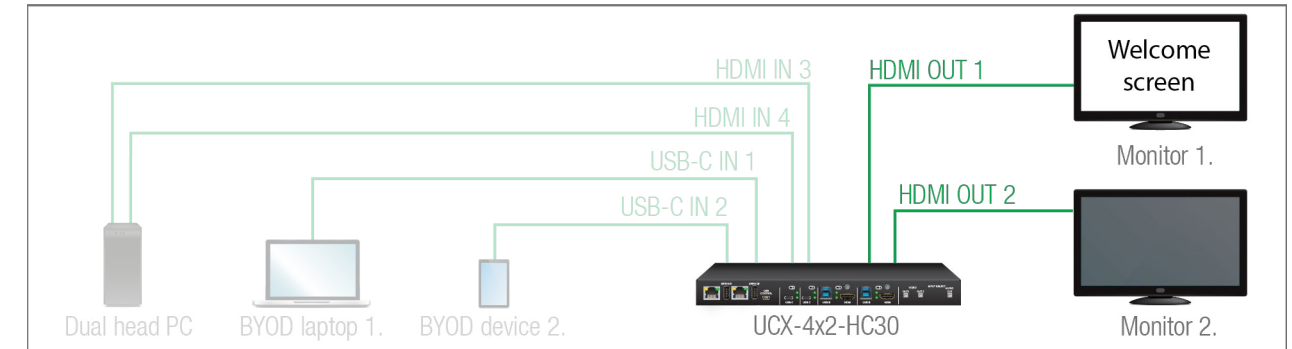 HDMI IN 3
HDMI OUT 1
Welcome
screen
HDMI IN 4
USB-C IN 1
Monitor 1.
HDMI OUT 2
USB-C IN 2
Dual head PC
BYOD laptop 1.
BYOD device 2.
UCX-4x2-HC30
Monitor 2.